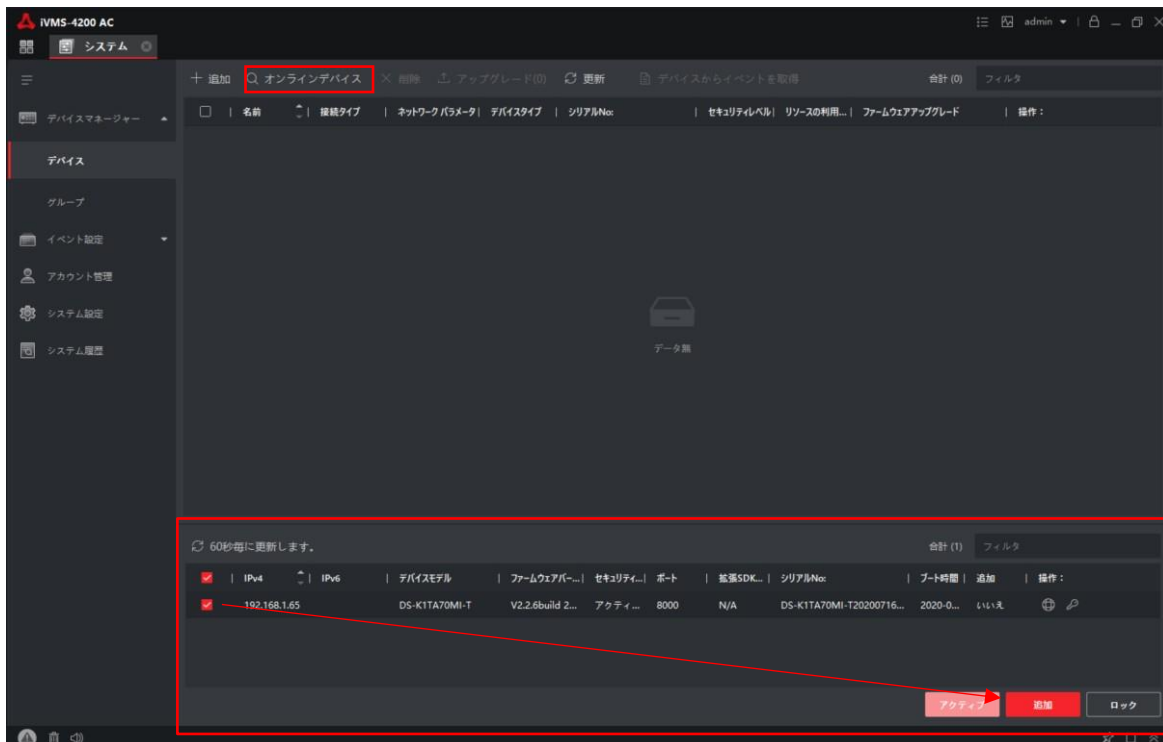 iVMS-4200 AC
admin
システム
追加 オンラインデバイス 削除 アップグレード(0) 更新 デバイスからイベントを取得 合計 (0) フィルタ
名前 | 接続タイプ | ネットワーク パラメータ | デバイスタイプ | シリアルNo: | セキュリティレベル | リソースの利用... | ファームウェアアップグレード | 操作：
デバイスマネージャー
デバイス
グループ
イベント設定
アカウント管理
システム設定
システム履歴
データ無
60秒毎に更新します。 合計 (1) フィルタ
| IPv4 | IPv6 | デバイスモデル | ファームウェアバー...| セキュリティ...| ポート | 拡張SDK... | シリアルNo: | ブート時間 | 追加 | 操作：
192.168.1.65 DS-K1TA70MI-T V2.2.6build 2... アクティ... 8000 N/A DS-K1TA70MI-T20200716... 2020-0... いいえ
アクティブ 追加 ロック